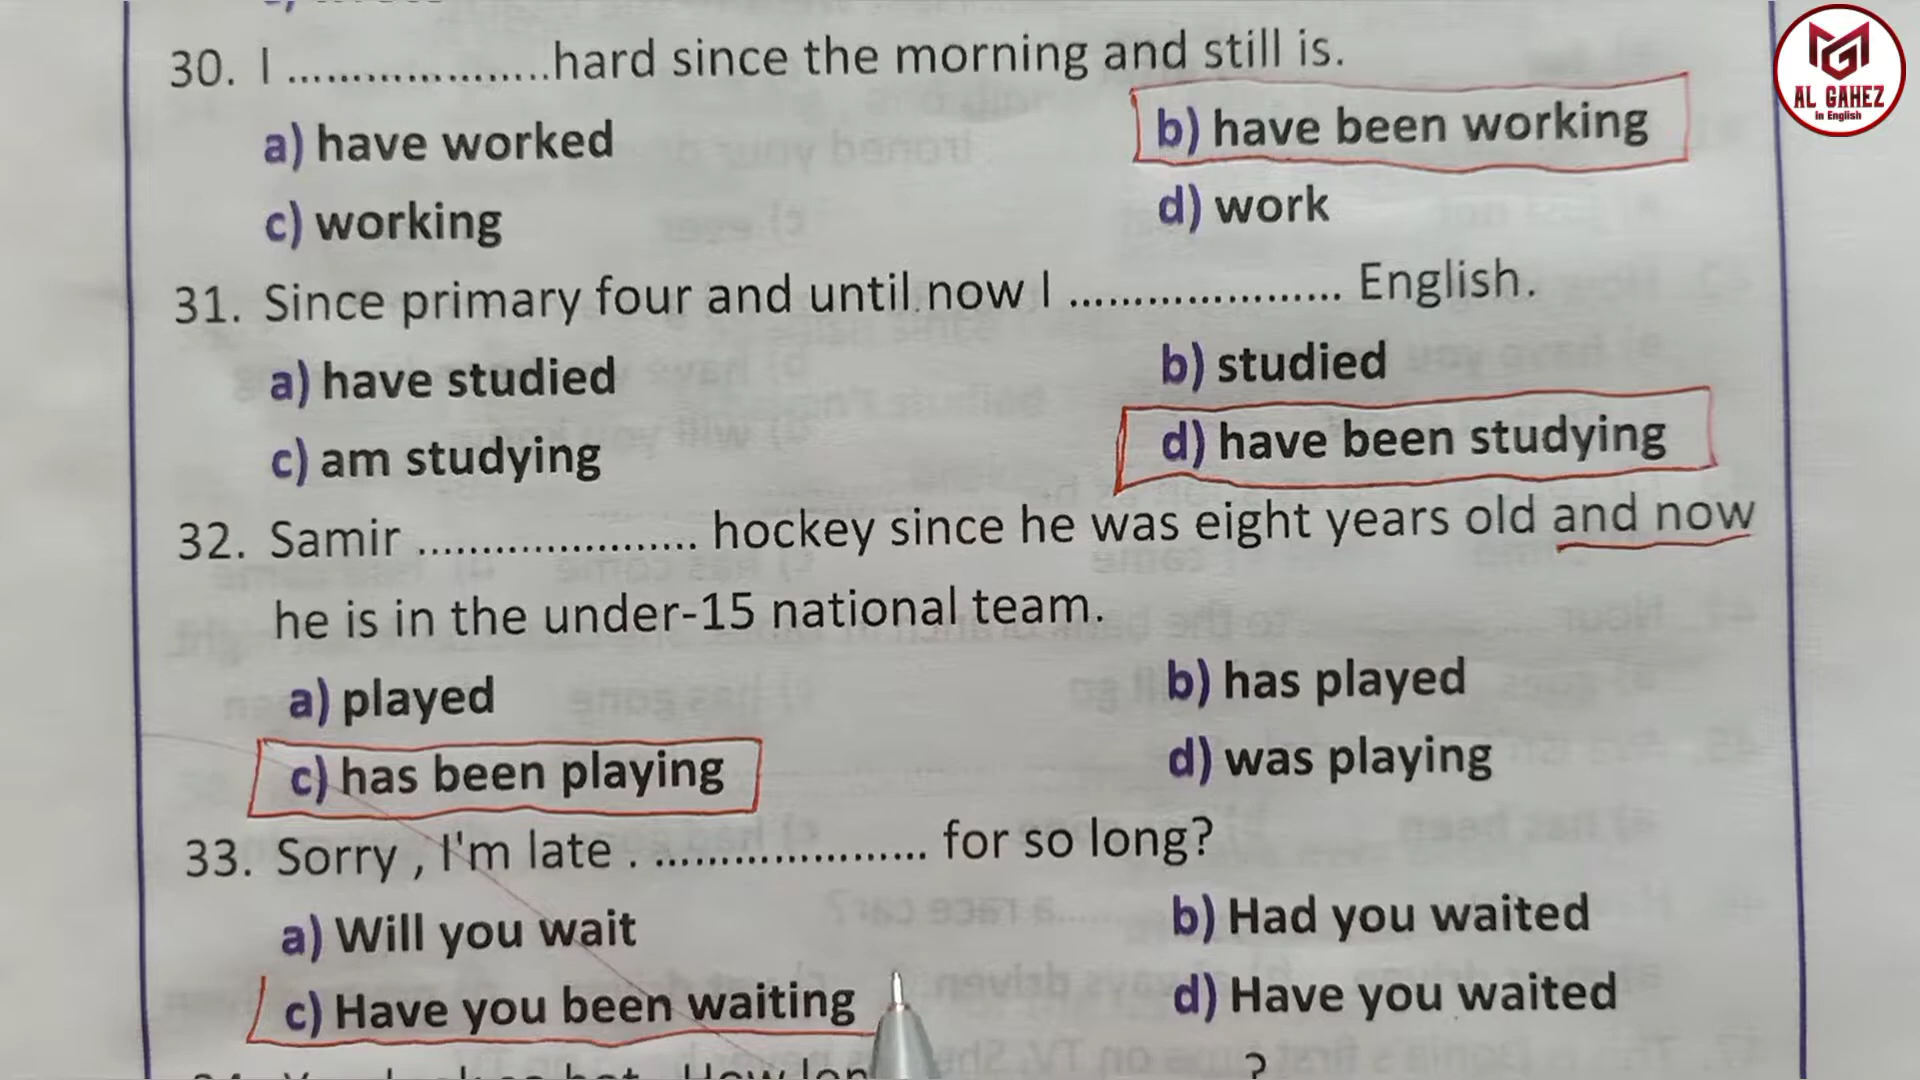 30. I .....................hard since the morning and still is.
a) have worked
b) have been working
c) working
d) work
31. Since primary four and until now I ..................... English.
a) have studied
b) studied
c) am studying
d) have been studying
32. Samir ...................... hockey since he was eight years old and now
he is in the under-15 national team.
a) played
b) has played
c) has been playing
d) was playing
33. Sorry , I'm late . ...................... for so long?
a) Will you wait
b) Had you waited
c) Have you been waiting
d) Have you waited
?
AL GAHEZ
in English